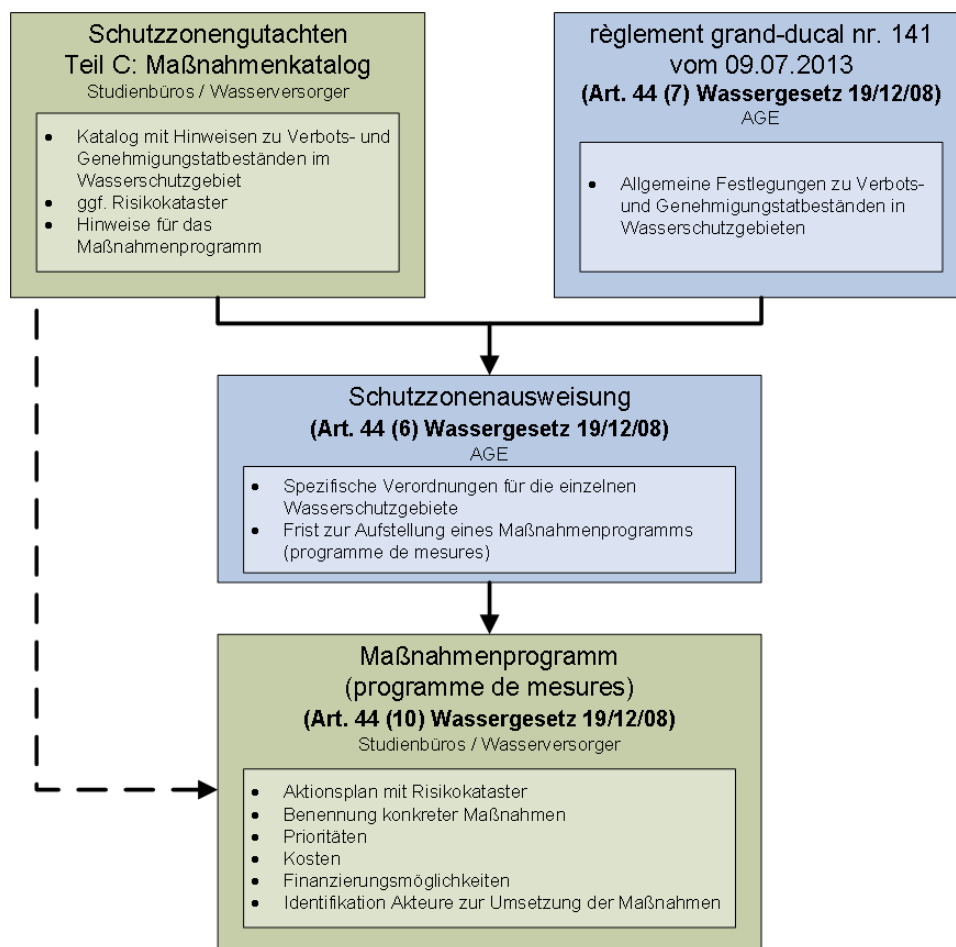 Schutzzonengutachten
Teil C: Maßnahmenkatalog
Studienbüros / Wasserversorger
• Katalog mit Hinweisen zu Verbots- und
Genehmigungstatbeständen im
Wasserschutzgebiet
• ggf. Risikokataster
• Hinweise für das
Maßnahmenprogramm
règlement grand-ducal nr. 141
vom 09.07.2013
(Art. 44 (7) Wassergesetz 19/12/08)
AGE
• Allgemeine Festlegungen zu Verbots-
und Genehmigungstatbeständen in
Wasserschutzgebieten
Schutzzonenausweisung
(Art. 44 (6) Wassergesetz 19/12/08)
AGE
• Spezifische Verordnungen für die einzelnen
Wasserschutzgebiete
• Frist zur Aufstellung eines Maßnahmenprogramms
(programme de mesures)
Maßnahmenprogramm
(programme de mesures)
(Art. 44 (10) Wassergesetz 19/12/08)
Studienbüros / Wasserversorger
• Aktionsplan mit Risikokataster
• Benennung konkreter Maßnahmen
• Prioritäten
• Kosten
• Finanzierungsmöglichkeiten
• Identifikation Akteure zur Umsetzung der Maßnahmen